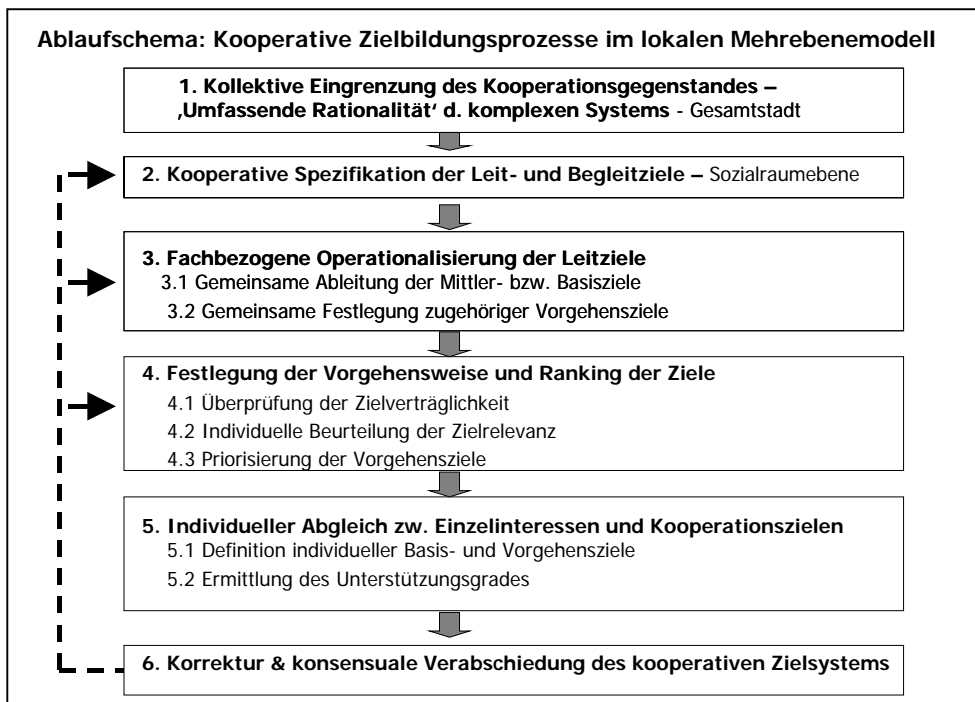 Ablaufschema: Kooperative Zielbildungsprozesse im lokalen Mehrebenemodell
1. Kollektive Eingrenzung des Kooperationsgegenstandes –
‚Umfassende Rationalität‘ d. komplexen Systems - Gesamtstadt
2. Kooperative Spezifikation der Leit- und Begleitziele – Sozialraumebene
3. Fachbezogene Operationalisierung der Leitziele
3.1 Gemeinsame Ableitung der Mittler- bzw. Basisziele
3.2 Gemeinsame Festlegung zugehöriger Vorgehensziele
4. Festlegung der Vorgehensweise und Ranking der Ziele
4.1 Überprüfung der Zielverträglichkeit
4.2 Individuelle Beurteilung der Zielrelevanz
4.3 Priorisierung der Vorgehensziele
5. Individueller Abgleich zw. Einzelinteressen und Kooperationszielen
5.1 Definition individueller Basis- und Vorgehensziele
5.2 Ermittlung des Unterstützungsgrades
6. Korrektur & konsensuale Verabschiedung des kooperativen Zielsystems